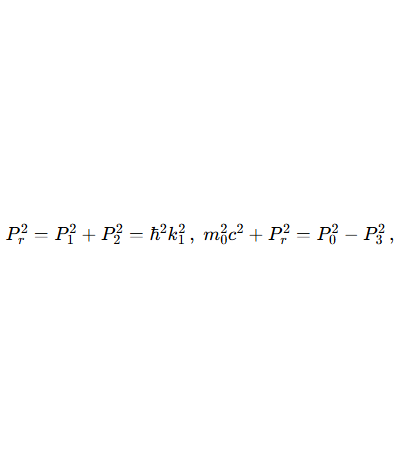 $P_r^2 = P_1^2 + P_2^2 = \hbar^2 k_1^2\,,\; m_0^2 c^2 + P_r^2 = P_0^2 - P_3^2\,,$